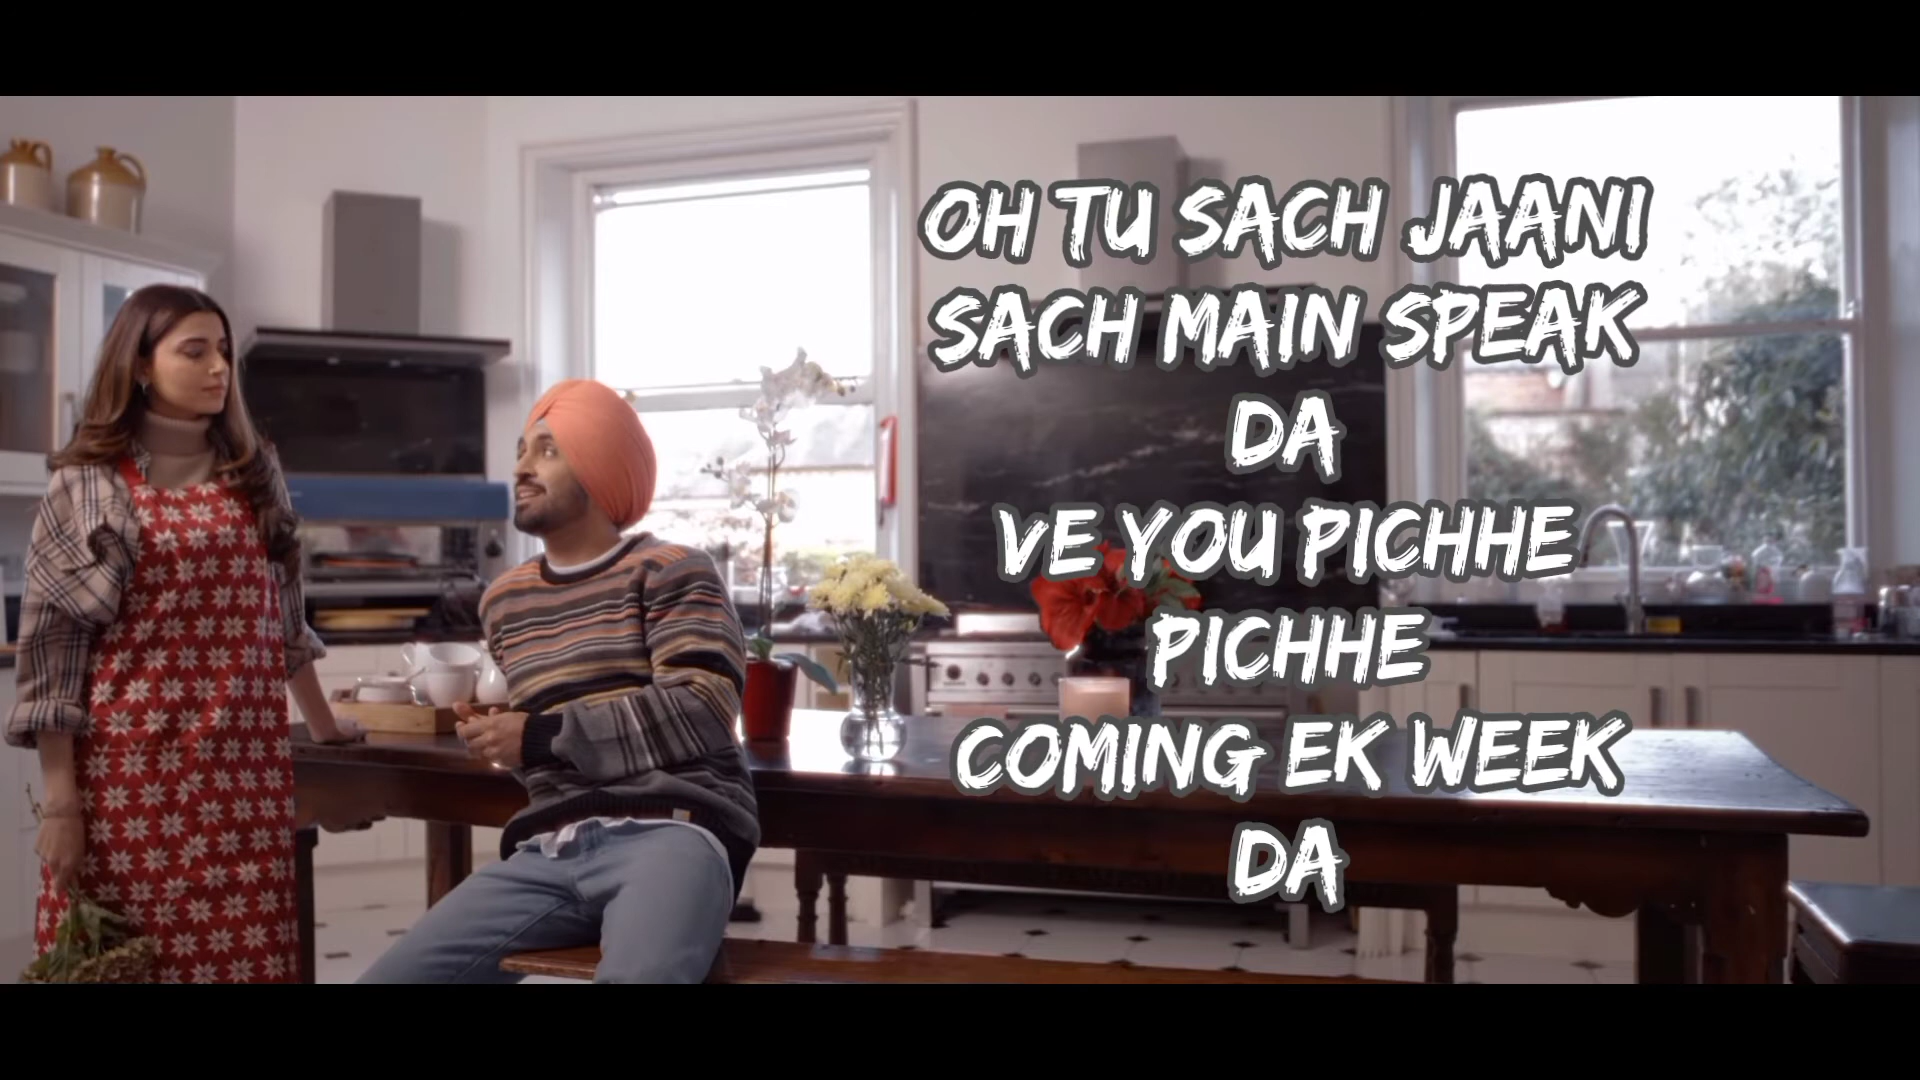 OH TU SACH JAANI
SACH MAIN SPEAK
DA
VE YOU PICHHE
PICHHE
COMING EK WEEK
DA